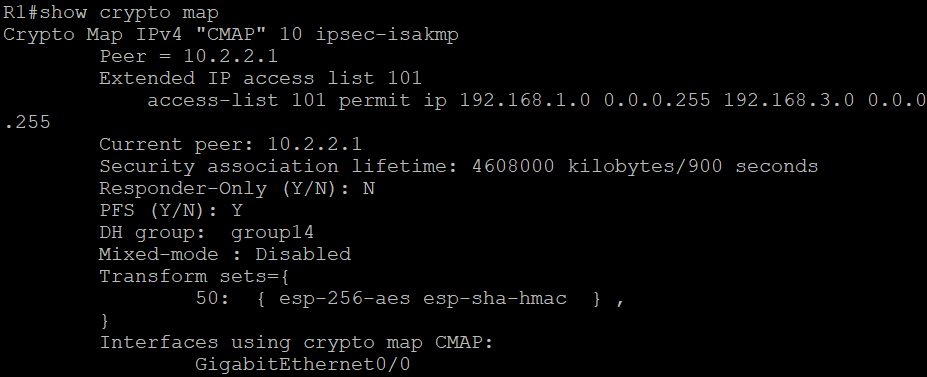 R1#show crypto map
Crypto Map IPv4 "CMAP" 10 ipsec-isakmp
Peer = 10.2.2.1
Extended IP access list 101
access-list 101 permit ip 192.168.1.0 0.0.0.255 192.168.3.0 0.0.0
.255
Current peer: 10.2.2.1
Security association lifetime: 4608000 kilobytes/900 seconds
Responder-Only (Y/N): N
PFS (Y/N): Y
DH group:  group14
Mixed-mode : Disabled
Transform sets={
50:  { esp-256-aes esp-sha-hmac  } ,
}
Interfaces using crypto map CMAP:
GigabitEthernet0/0